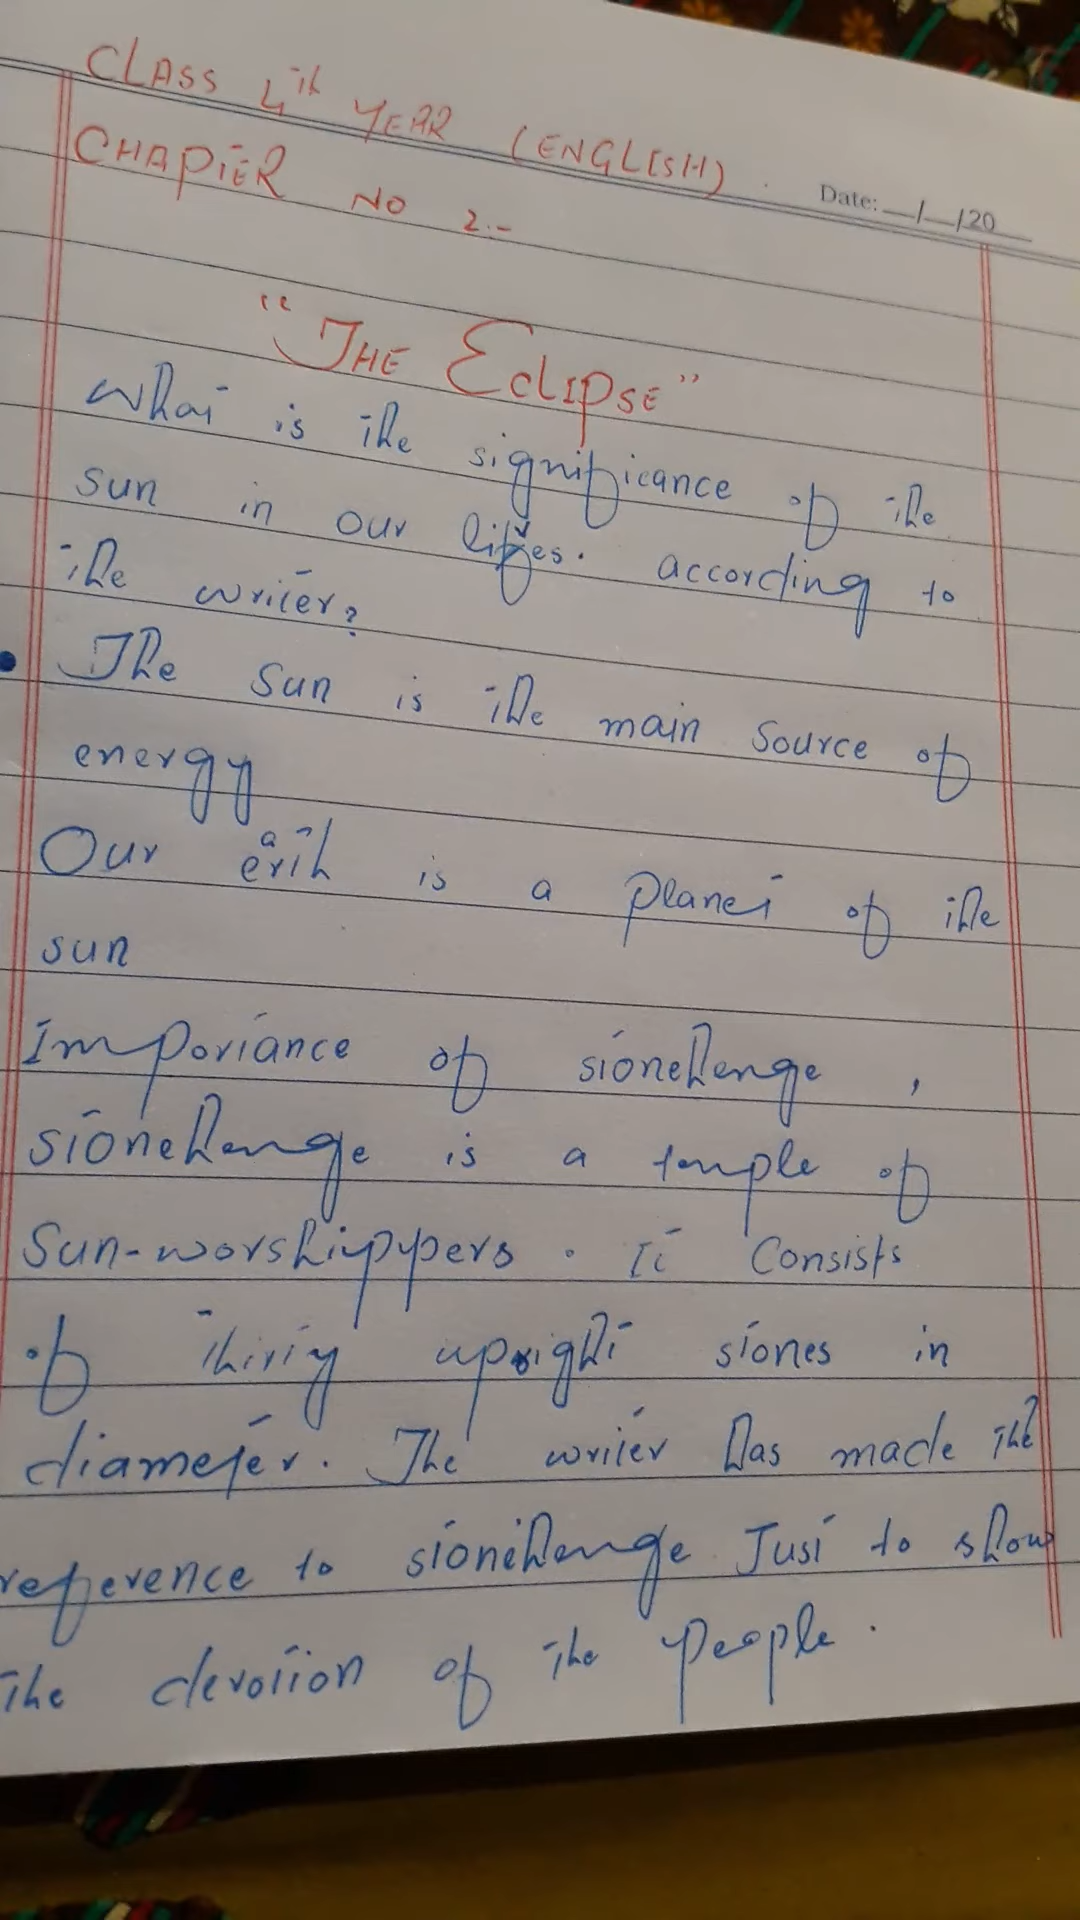 CLASS 4th YEAR (ENGLISH)
Date: __/__/20__
CHAPTER NO 2.-
"THE EclIPSE"
What is the significance of the
sun in our lives. according to
the writer?
• The Sun is the main Source of
energy
Our earth is a planet of the
sun
Importance of stonehenge ,
stonehenge is a temple of
Sun-worshippers. It Consists
of thirty upright stones in
diameter. The writer has made the
reference to stonehenge Just to show
the devotion of the people.